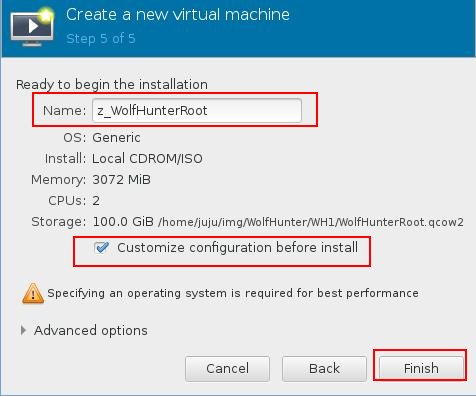 Create a new virtual machine
Step 5 of 5
Ready to begin the installation
Name: z_WolfHunterRoot
OS: Generic
Install: Local CDROM/ISO
Memory: 3072 MiB
CPUs: 2
Storage: 100.0 GiB /home/juju/img/WolfHunter/WH1/WolfHunterRoot.qcow2
Customize configuration before install
Specifying an operating system is required for best performance
Advanced options
Cancel Back Finish